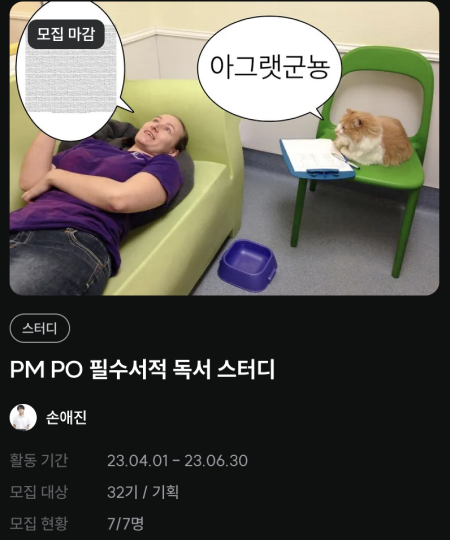 모집 마감
아그랫군뇽
스터디
PM PO 필수서적 독서 스터디
손애진
활동 기간 23.04.01 - 23.06.30
모집 대상 32기 / 기획
모집 현황 7/7명